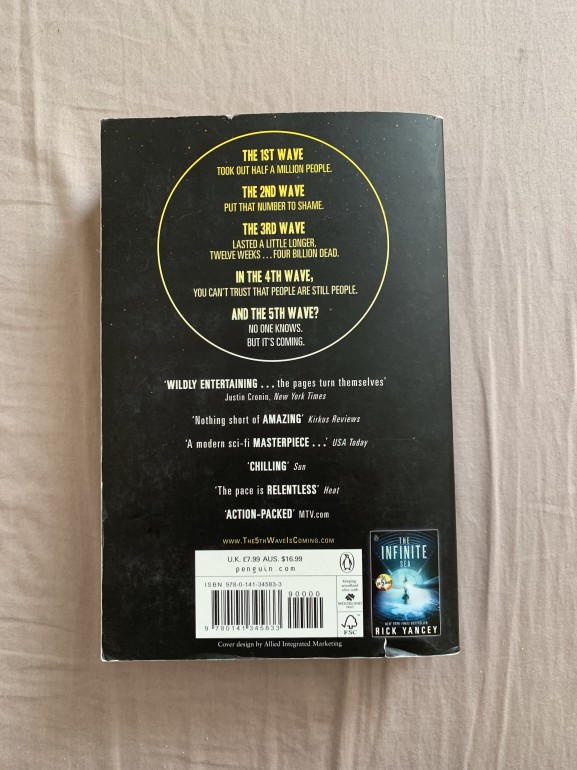 THE 1ST WAVE
TOOK OUT HALF A MILLION PEOPLE.
THE 2ND WAVE
PUT THAT NUMBER TO SHAME.
THE 3RD WAVE
LASTED A LITTLE LONGER,
TWELVE WEEKS . . . FOUR BILLION DEAD.
IN THE 4TH WAVE,
YOU CAN'T TRUST THAT PEOPLE ARE STILL PEOPLE.
AND THE 5TH WAVE?
NO ONE KNOWS.
BUT IT'S COMING.
'WILDLY ENTERTAINING . . . the pages turn themselves'
Justin Cronin, New York Times
'Nothing short of AMAZING' Kirkus Reviews
'A modern sci-fi MASTERPIECE . . .' USA Today
'CHILLING' Sun
'The pace is RELENTLESS' Heat
'ACTION-PACKED' MTV.com
WWW.THE5THWAVEISCOMING.COM
U.K. £7.99 AUS. $16.99
penguin.com
ISBN 978-0-141-34583-3
90000
9 780141 345833
FSC
THE
INFINITE
SEA
RICK YANCEY
Cover design by Allied Integrated Marketing